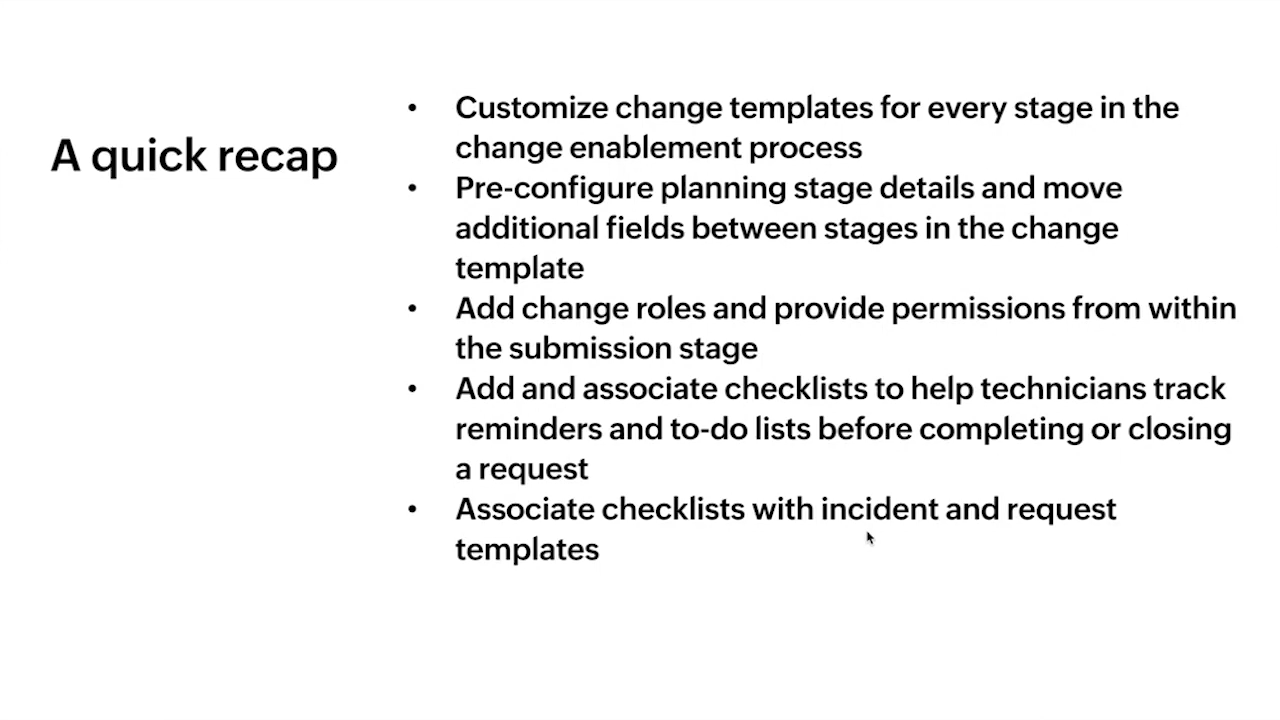 A quick recap
• Customize change templates for every stage in the
change enablement process
• Pre-configure planning stage details and move
additional fields between stages in the change
template
• Add change roles and provide permissions from within
the submission stage
• Add and associate checklists to help technicians track
reminders and to-do lists before completing or closing
a request
• Associate checklists with incident and request
templates